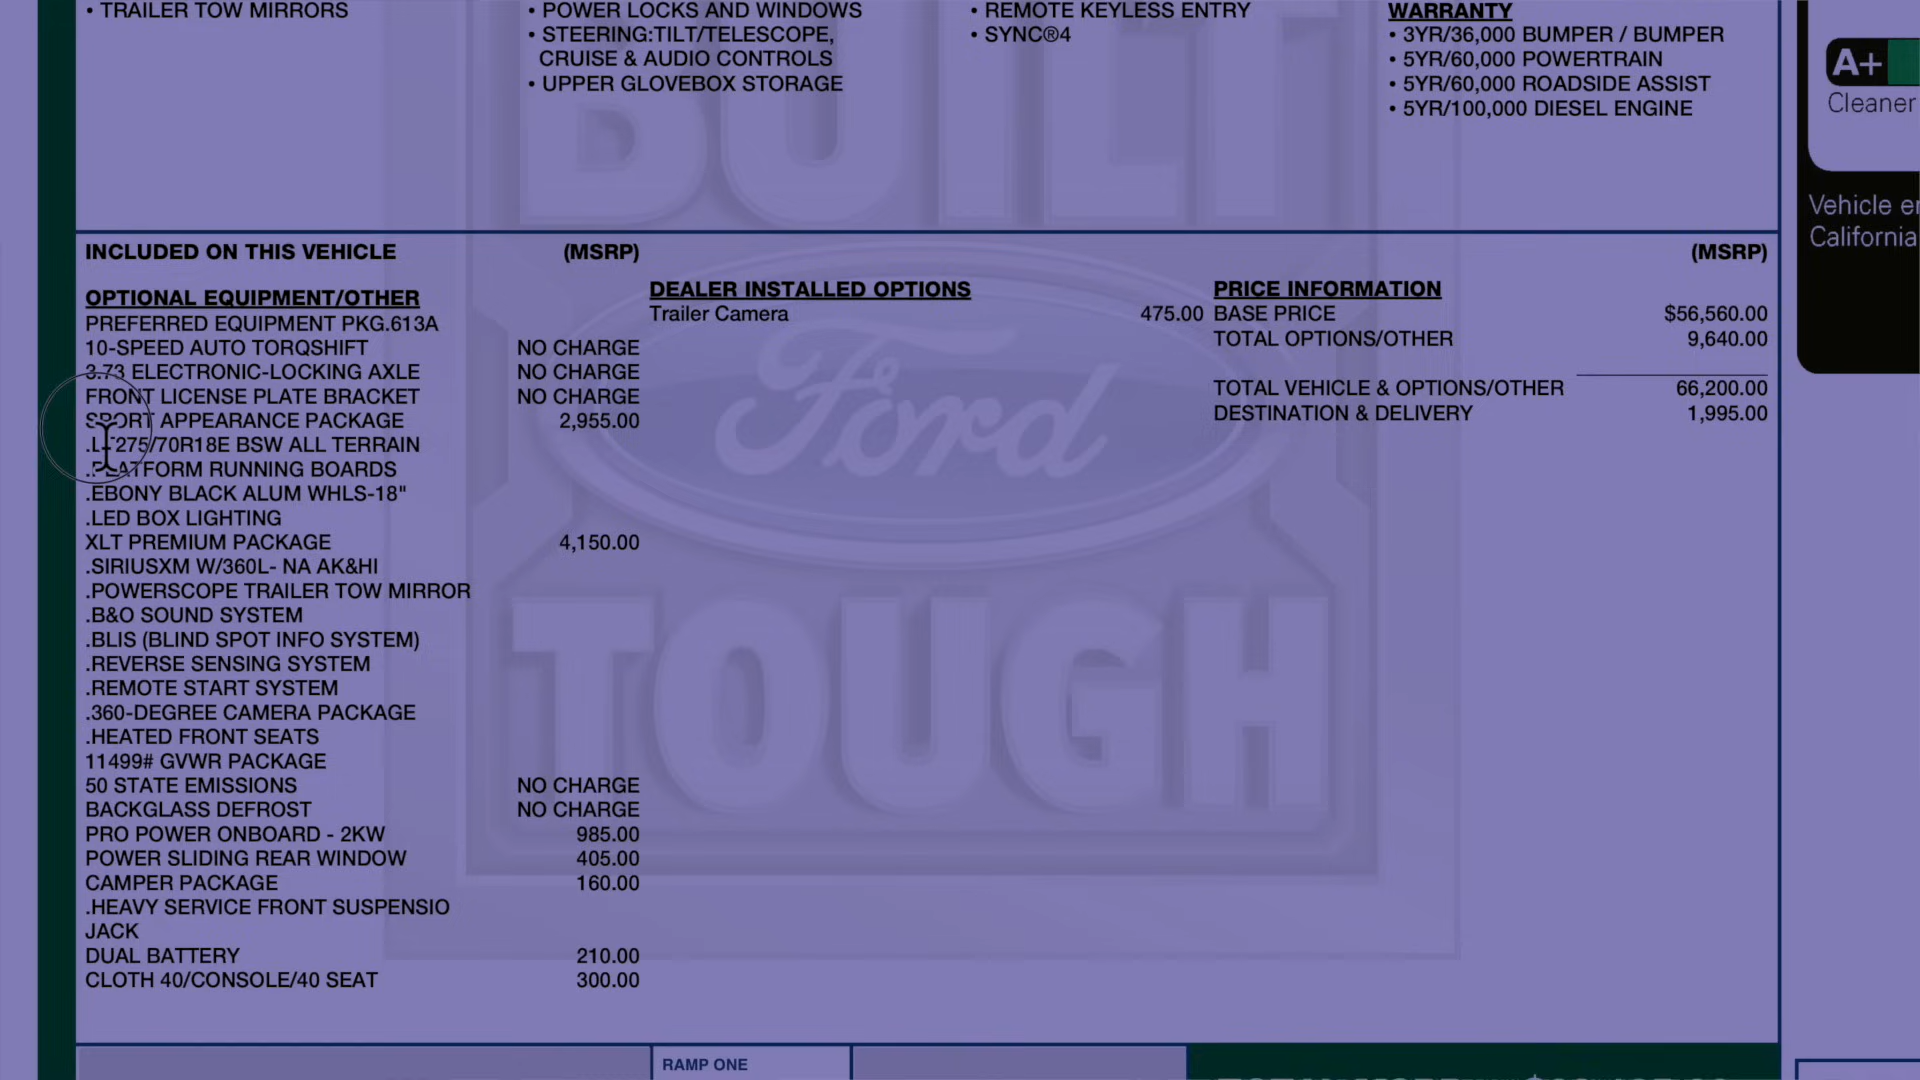 • TRAILER TOW MIRRORS
• POWER LOCKS AND WINDOWS
• STEERING:TILT/TELESCOPE,
CRUISE & AUDIO CONTROLS
• UPPER GLOVEBOX STORAGE
• REMOTE KEYLESS ENTRY
• SYNC®4
WARRANTY
• 3YR/36,000 BUMPER / BUMPER
• 5YR/60,000 POWERTRAIN
• 5YR/60,000 ROADSIDE ASSIST
• 5YR/100,000 DIESEL ENGINE
A+
Cleaner
Vehicle
California
BUILT
Ford
TOUGH
INCLUDED ON THIS VEHICLE (MSRP)
OPTIONAL EQUIPMENT/OTHER
PREFERRED EQUIPMENT PKG.613A
10-SPEED AUTO TORQSHIFT NO CHARGE
3.73 ELECTRONIC-LOCKING AXLE NO CHARGE
FRONT LICENSE PLATE BRACKET NO CHARGE
SPORT APPEARANCE PACKAGE 2,955.00
.LT275/70R18E BSW ALL TERRAIN
.PLATFORM RUNNING BOARDS
.EBONY BLACK ALUM WHLS-18"
.LED BOX LIGHTING
XLT PREMIUM PACKAGE 4,150.00
.SIRIUSXM W/360L- NA AK&HI
.POWERSCOPE TRAILER TOW MIRROR
.B&O SOUND SYSTEM
.BLIS (BLIND SPOT INFO SYSTEM)
.REVERSE SENSING SYSTEM
.REMOTE START SYSTEM
.360-DEGREE CAMERA PACKAGE
.HEATED FRONT SEATS
11499# GVWR PACKAGE
50 STATE EMISSIONS NO CHARGE
BACKGLASS DEFROST NO CHARGE
PRO POWER ONBOARD - 2KW 985.00
POWER SLIDING REAR WINDOW 405.00
CAMPER PACKAGE 160.00
.HEAVY SERVICE FRONT SUSPENSIO
JACK
DUAL BATTERY 210.00
CLOTH 40/CONSOLE/40 SEAT 300.00
DEALER INSTALLED OPTIONS
Trailer Camera 475.00
(MSRP)
PRICE INFORMATION
BASE PRICE $56,560.00
TOTAL OPTIONS/OTHER 9,640.00
TOTAL VEHICLE & OPTIONS/OTHER 66,200.00
DESTINATION & DELIVERY 1,995.00
RAMP ONE